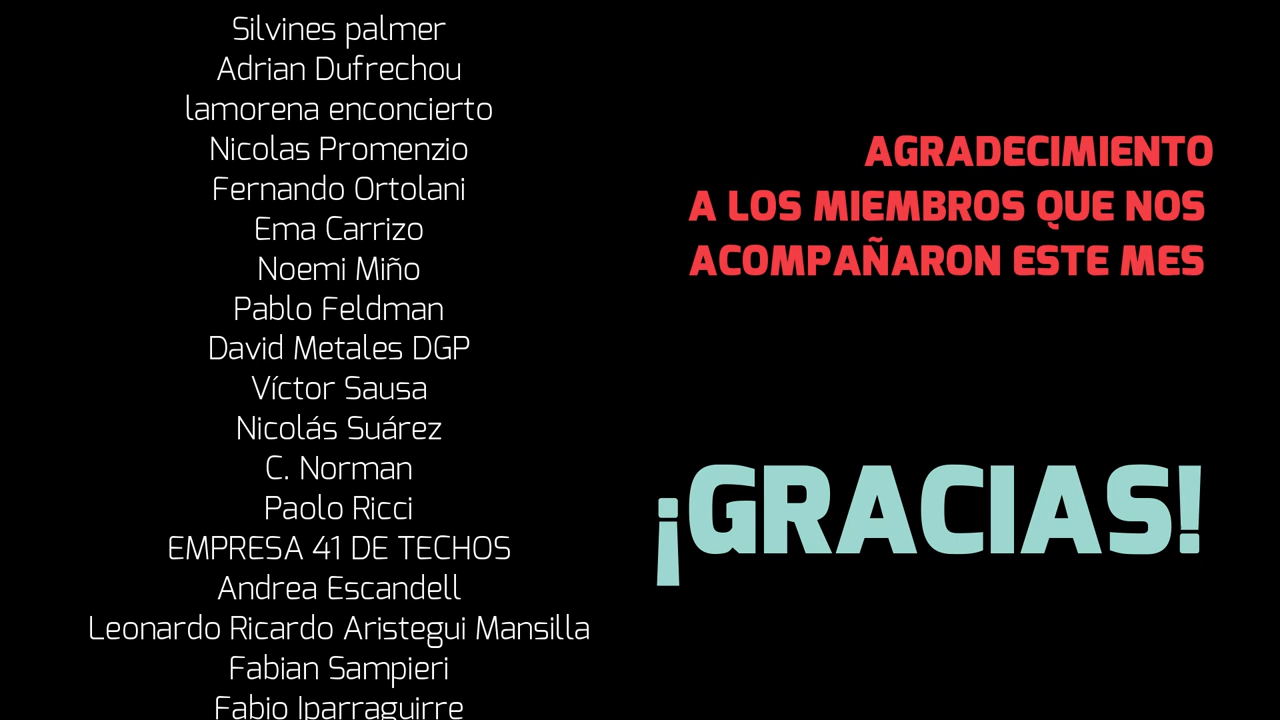 Silvines palmer
Adrian Dufrechou
lamorena enconcierto
Nicolas Promenzio
Fernando Ortolani
Ema Carrizo
Noemi Miño
Pablo Feldman
David Metales DGP
Víctor Sausa
Nicolás Suárez
C. Norman
Paolo Ricci
EMPRESA 41 DE TECHOS
Andrea Escandell
Leonardo Ricardo Aristegui Mansilla
Fabian Sampieri
Fabio Iparraguirre
AGRADECIMIENTO
A LOS MIEMBROS QUE NOS
ACOMPAÑARON ESTE MES
¡GRACIAS!